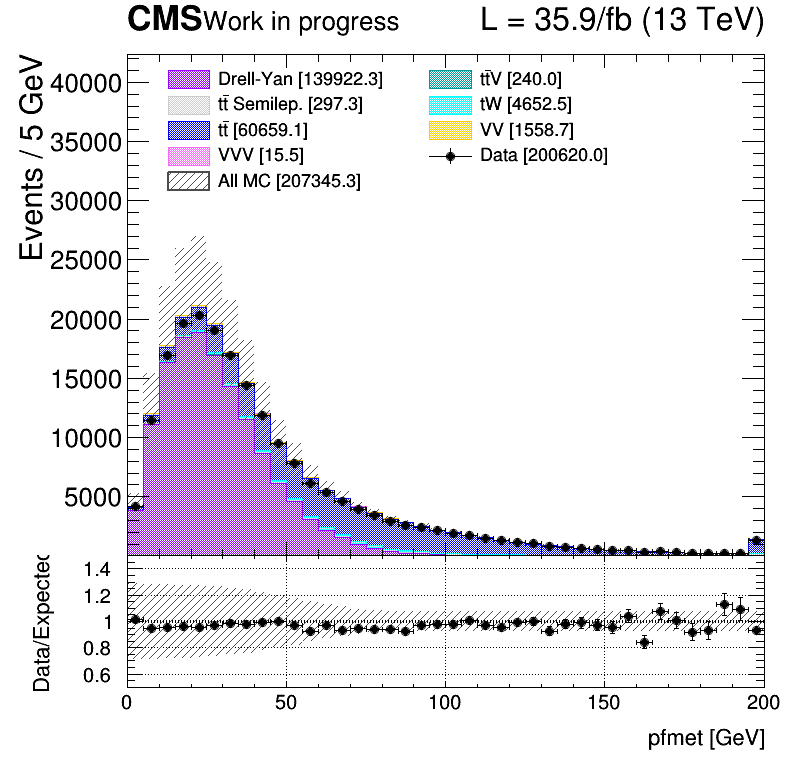 CMS Work in progress L = 35.9/fb (13 TeV)
Events / 5 GeV
40000
35000
30000
25000
20000
15000
10000
5000
Drell-Yan [139922.3]
tt̄ Semilep. [297.3]
tt̄ [60659.1]
VVV [15.5]
All MC [207345.3]
tt̄V [240.0]
tW [4652.5]
VV [1558.7]
Data [200620.0]
Data/Expected
1.4
1.2
1
0.8
0.6
0 50 100 150 200
pfmet [GeV]